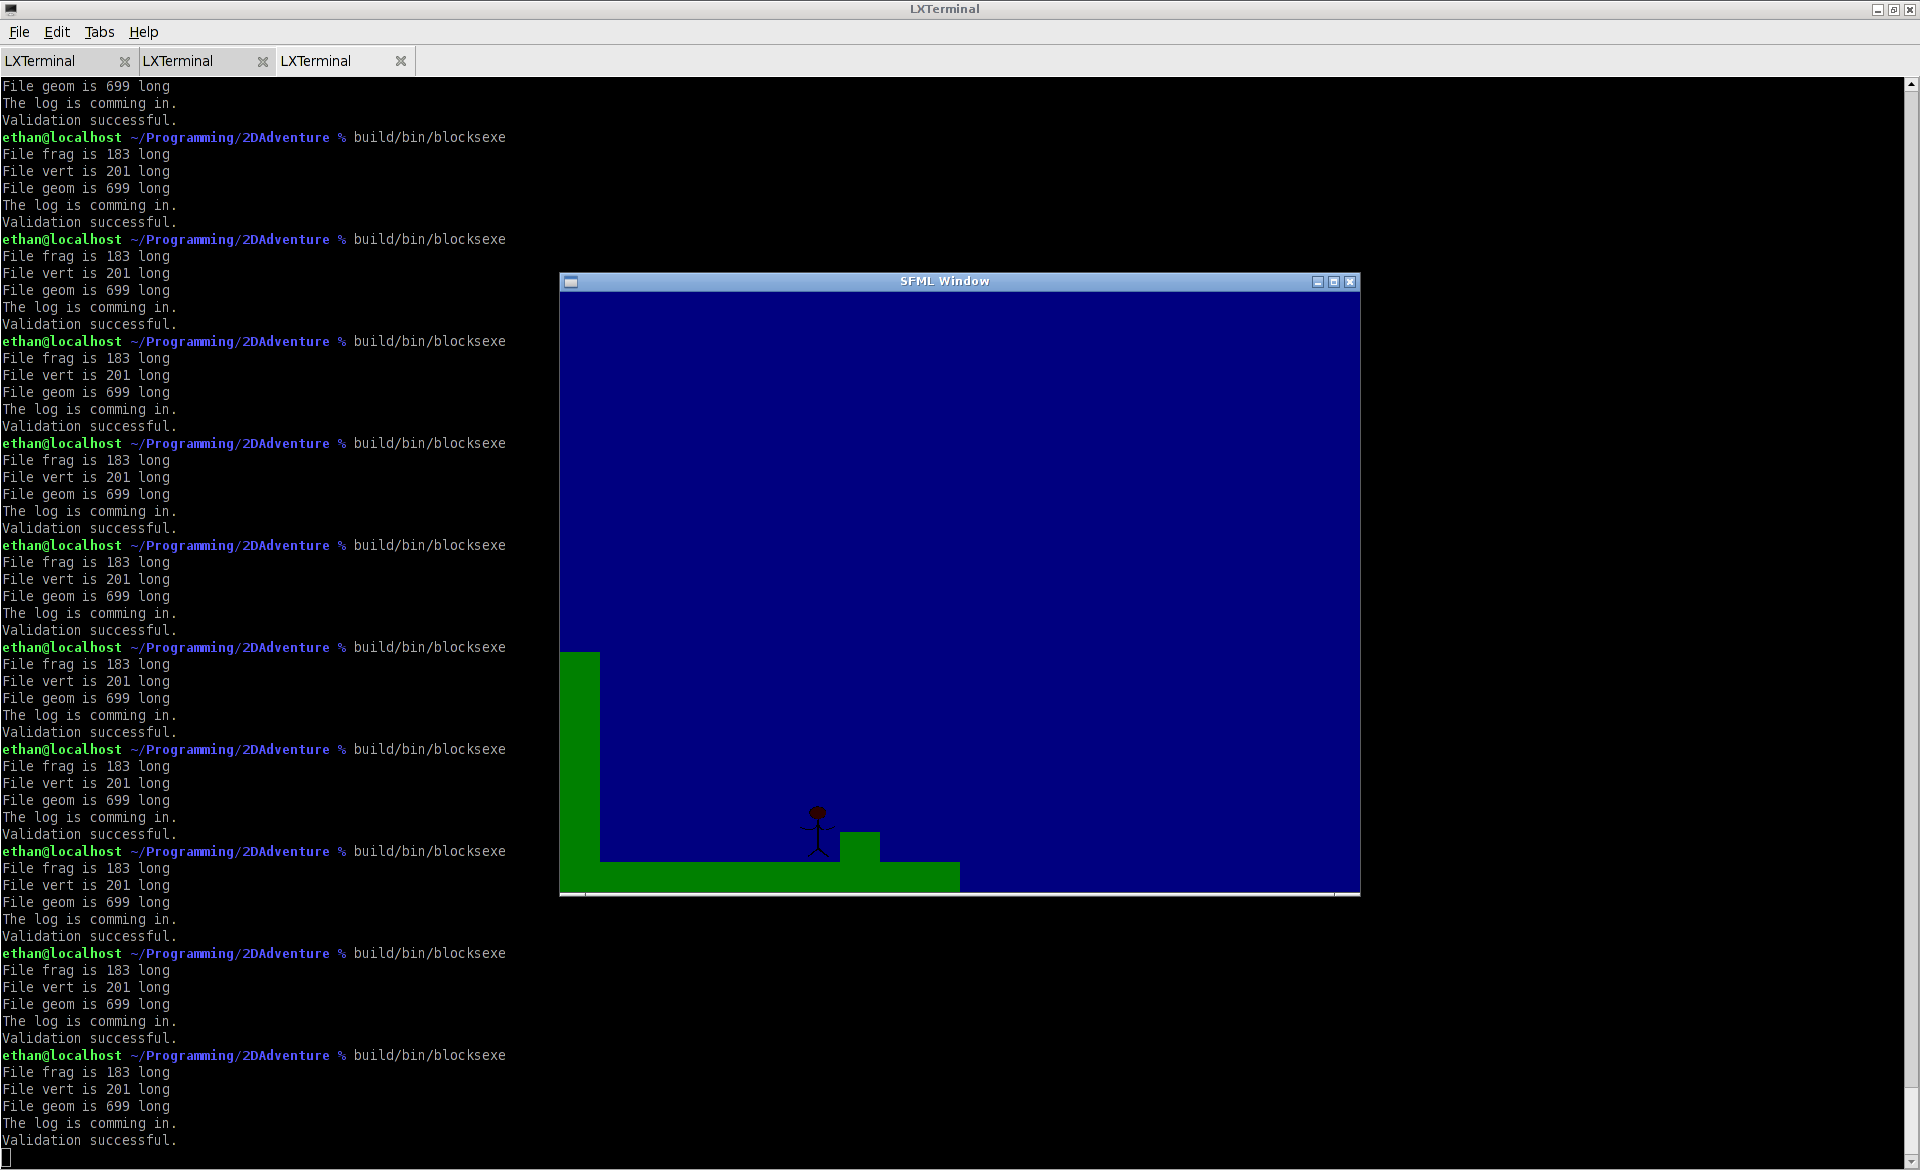 LXTerminal
File Edit Tabs Help
LXTerminal LXTerminal LXTerminal
File geom is 699 long
The log is comming in.
Validation successful.
ethan@localhost ~/Programming/2DAdventure % build/bin/blocksexe
File frag is 183 long
File vert is 201 long
File geom is 699 long
The log is comming in.
Validation successful.
ethan@localhost ~/Programming/2DAdventure % build/bin/blocksexe
File frag is 183 long
File vert is 201 long
File geom is 699 long
The log is comming in.
Validation successful.
ethan@localhost ~/Programming/2DAdventure % build/bin/blocksexe
File frag is 183 long
File vert is 201 long
File geom is 699 long
The log is comming in.
Validation successful.
ethan@localhost ~/Programming/2DAdventure % build/bin/blocksexe
File frag is 183 long
File vert is 201 long
File geom is 699 long
The log is comming in.
Validation successful.
ethan@localhost ~/Programming/2DAdventure % build/bin/blocksexe
File frag is 183 long
File vert is 201 long
File geom is 699 long
The log is comming in.
Validation successful.
ethan@localhost ~/Programming/2DAdventure % build/bin/blocksexe
File frag is 183 long
File vert is 201 long
File geom is 699 long
The log is comming in.
Validation successful.
ethan@localhost ~/Programming/2DAdventure % build/bin/blocksexe
File frag is 183 long
File vert is 201 long
File geom is 699 long
The log is comming in.
Validation successful.
ethan@localhost ~/Programming/2DAdventure % build/bin/blocksexe
File frag is 183 long
File vert is 201 long
File geom is 699 long
The log is comming in.
Validation successful.
ethan@localhost ~/Programming/2DAdventure % build/bin/blocksexe
File frag is 183 long
File vert is 201 long
File geom is 699 long
The log is comming in.
Validation successful.
ethan@localhost ~/Programming/2DAdventure % build/bin/blocksexe
File frag is 183 long
File vert is 201 long
File geom is 699 long
The log is comming in.
Validation successful.
SFML Window